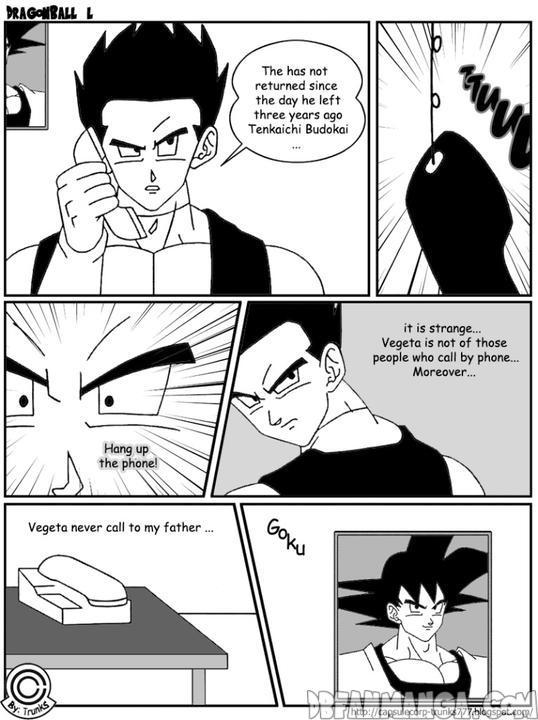 DRAGONBALL L
The has not
returned since
the day he left
three years ago
Tenkaichi Budokai
...
TTUUUU
Hang up
the phone!
it is strange...
Vegeta is not of those
people who call by phone...
Moreover...
Vegeta never call to my father ...
Goku
By: Trunks
DBFANMANGA.COM
http://capsulecorp-trunks777.blogspot.com/